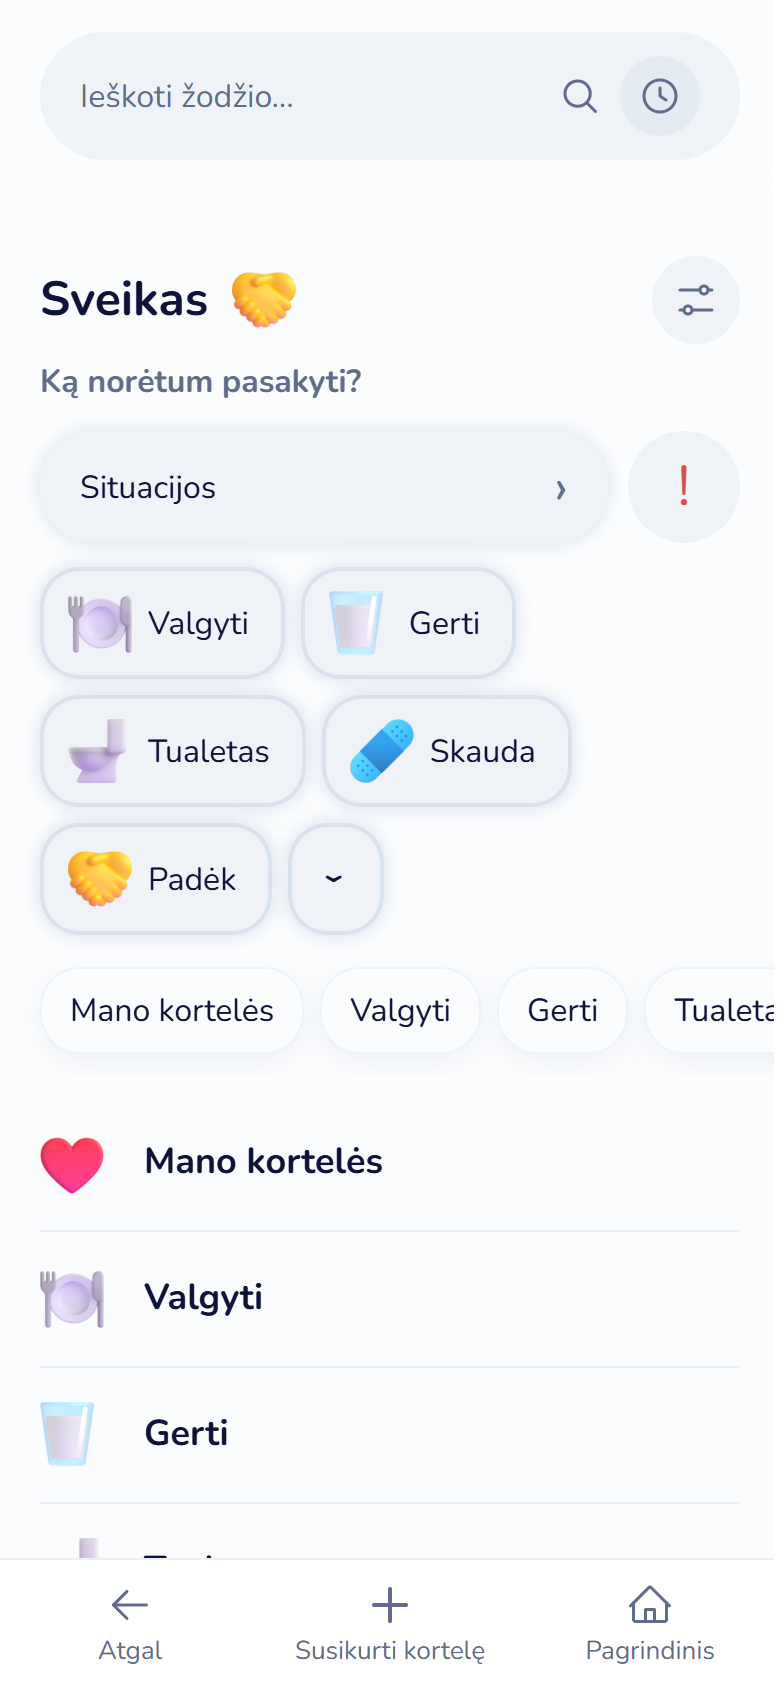 Ieškoti žodžio...
Sveikas
Ką norėtum pasakyti?
Situacijos
Valgyti
Gerti
Tualetas
Skauda
Padėk
Mano kortelės
Valgyti
Gerti
Mano kortelės
Valgyti
Gerti
Atgal
Susikurti kortelę
Pagrindinis